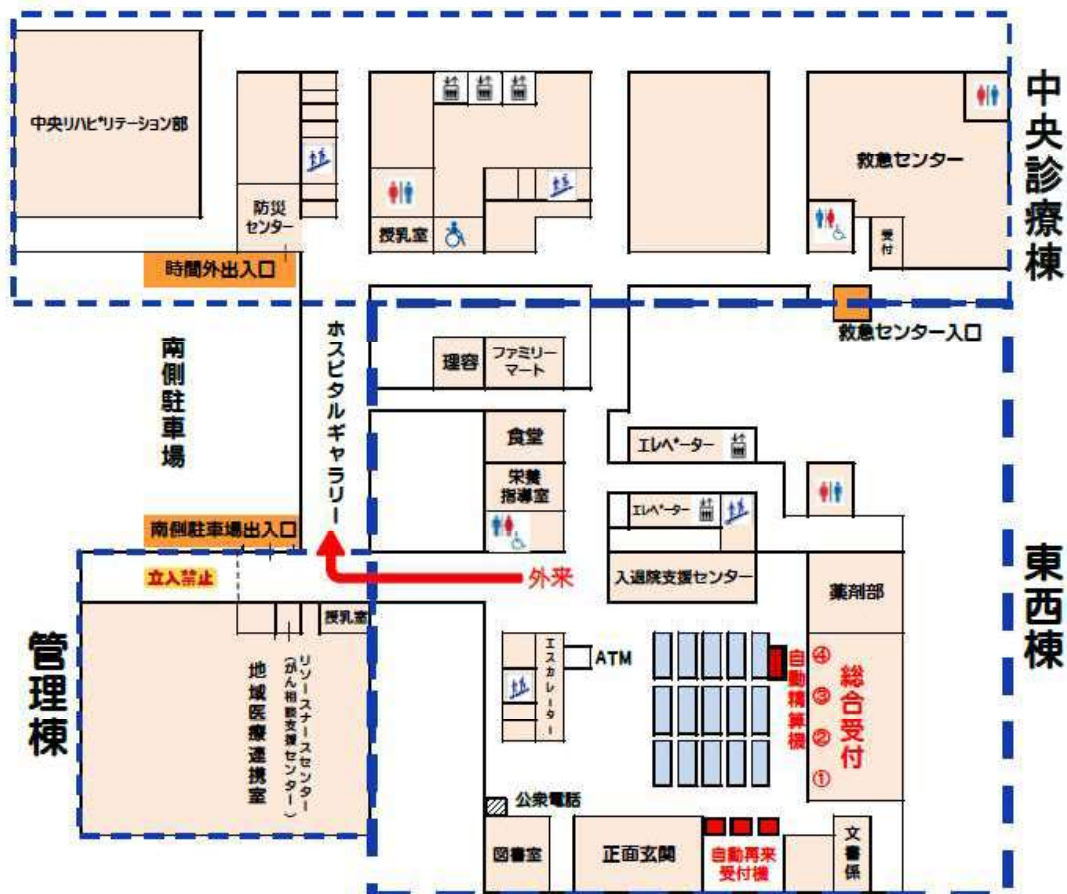 中央診療棟
中央リハビリテーション部
防災
センター
授乳室
救急センター
受付
時間外出入口
救急センター入口
南側駐車場
ホスピタルギャラリー
理容
ファミリー
マート
食堂
栄養
指導室
エレベーター
エレベーター
南側駐車場出入口
立入禁止
外来
入退院支援センター
薬剤部
東西棟
管理棟
授乳室
地域医療連携室
リソースナースセンター
(がん相談支援センター)
エスカレーター
ATM
自動精算機
④
③
②
①
総合受付
公衆電話
図書室
正面玄関
自動再来
受付機
文書係